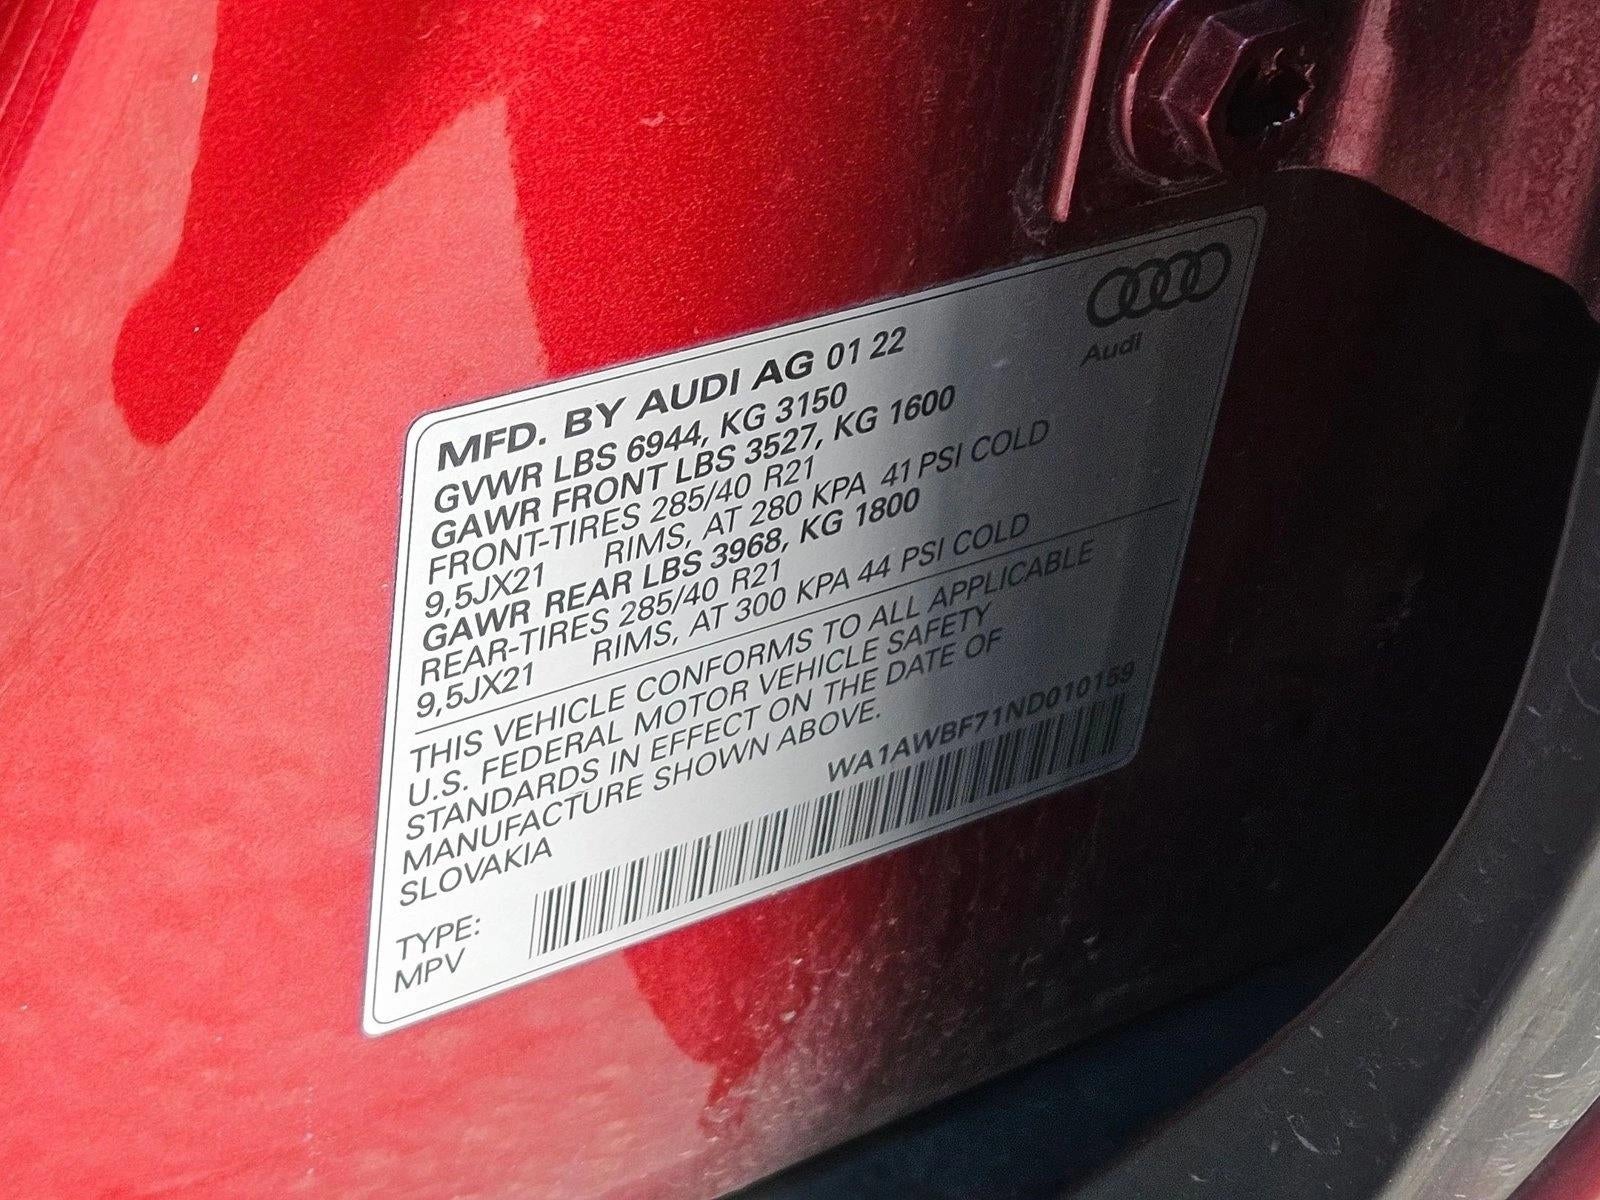 Audi
MFD. BY AUDI AG 01 22
GVWR LBS 6944, KG 3150
GAWR FRONT LBS 3527, KG 1600
FRONT-TIRES 285/40 R21
9,5JX21 RIMS, AT 280 KPA 41 PSI COLD
GAWR REAR LBS 3968, KG 1800
REAR-TIRES 285/40 R21
9,5JX21 RIMS, AT 300 KPA 44 PSI COLD
THIS VEHICLE CONFORMS TO ALL APPLICABLE
U.S. FEDERAL MOTOR VEHICLE SAFETY
STANDARDS IN EFFECT ON THE DATE OF
MANUFACTURE SHOWN ABOVE.
SLOVAKIA
WA1AWBF71ND010159
TYPE:
MPV